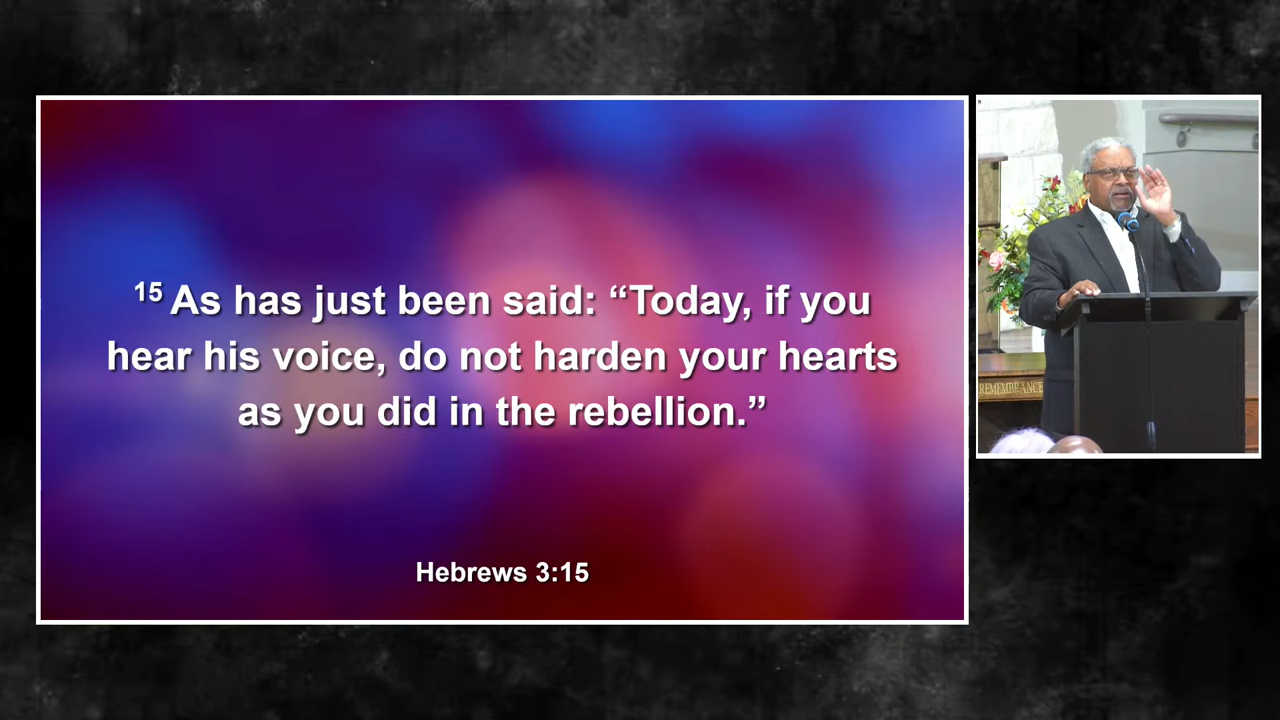 15 As has just been said: “Today, if you
hear his voice, do not harden your hearts
as you did in the rebellion.”
Hebrews 3:15
REMEMBRANCE